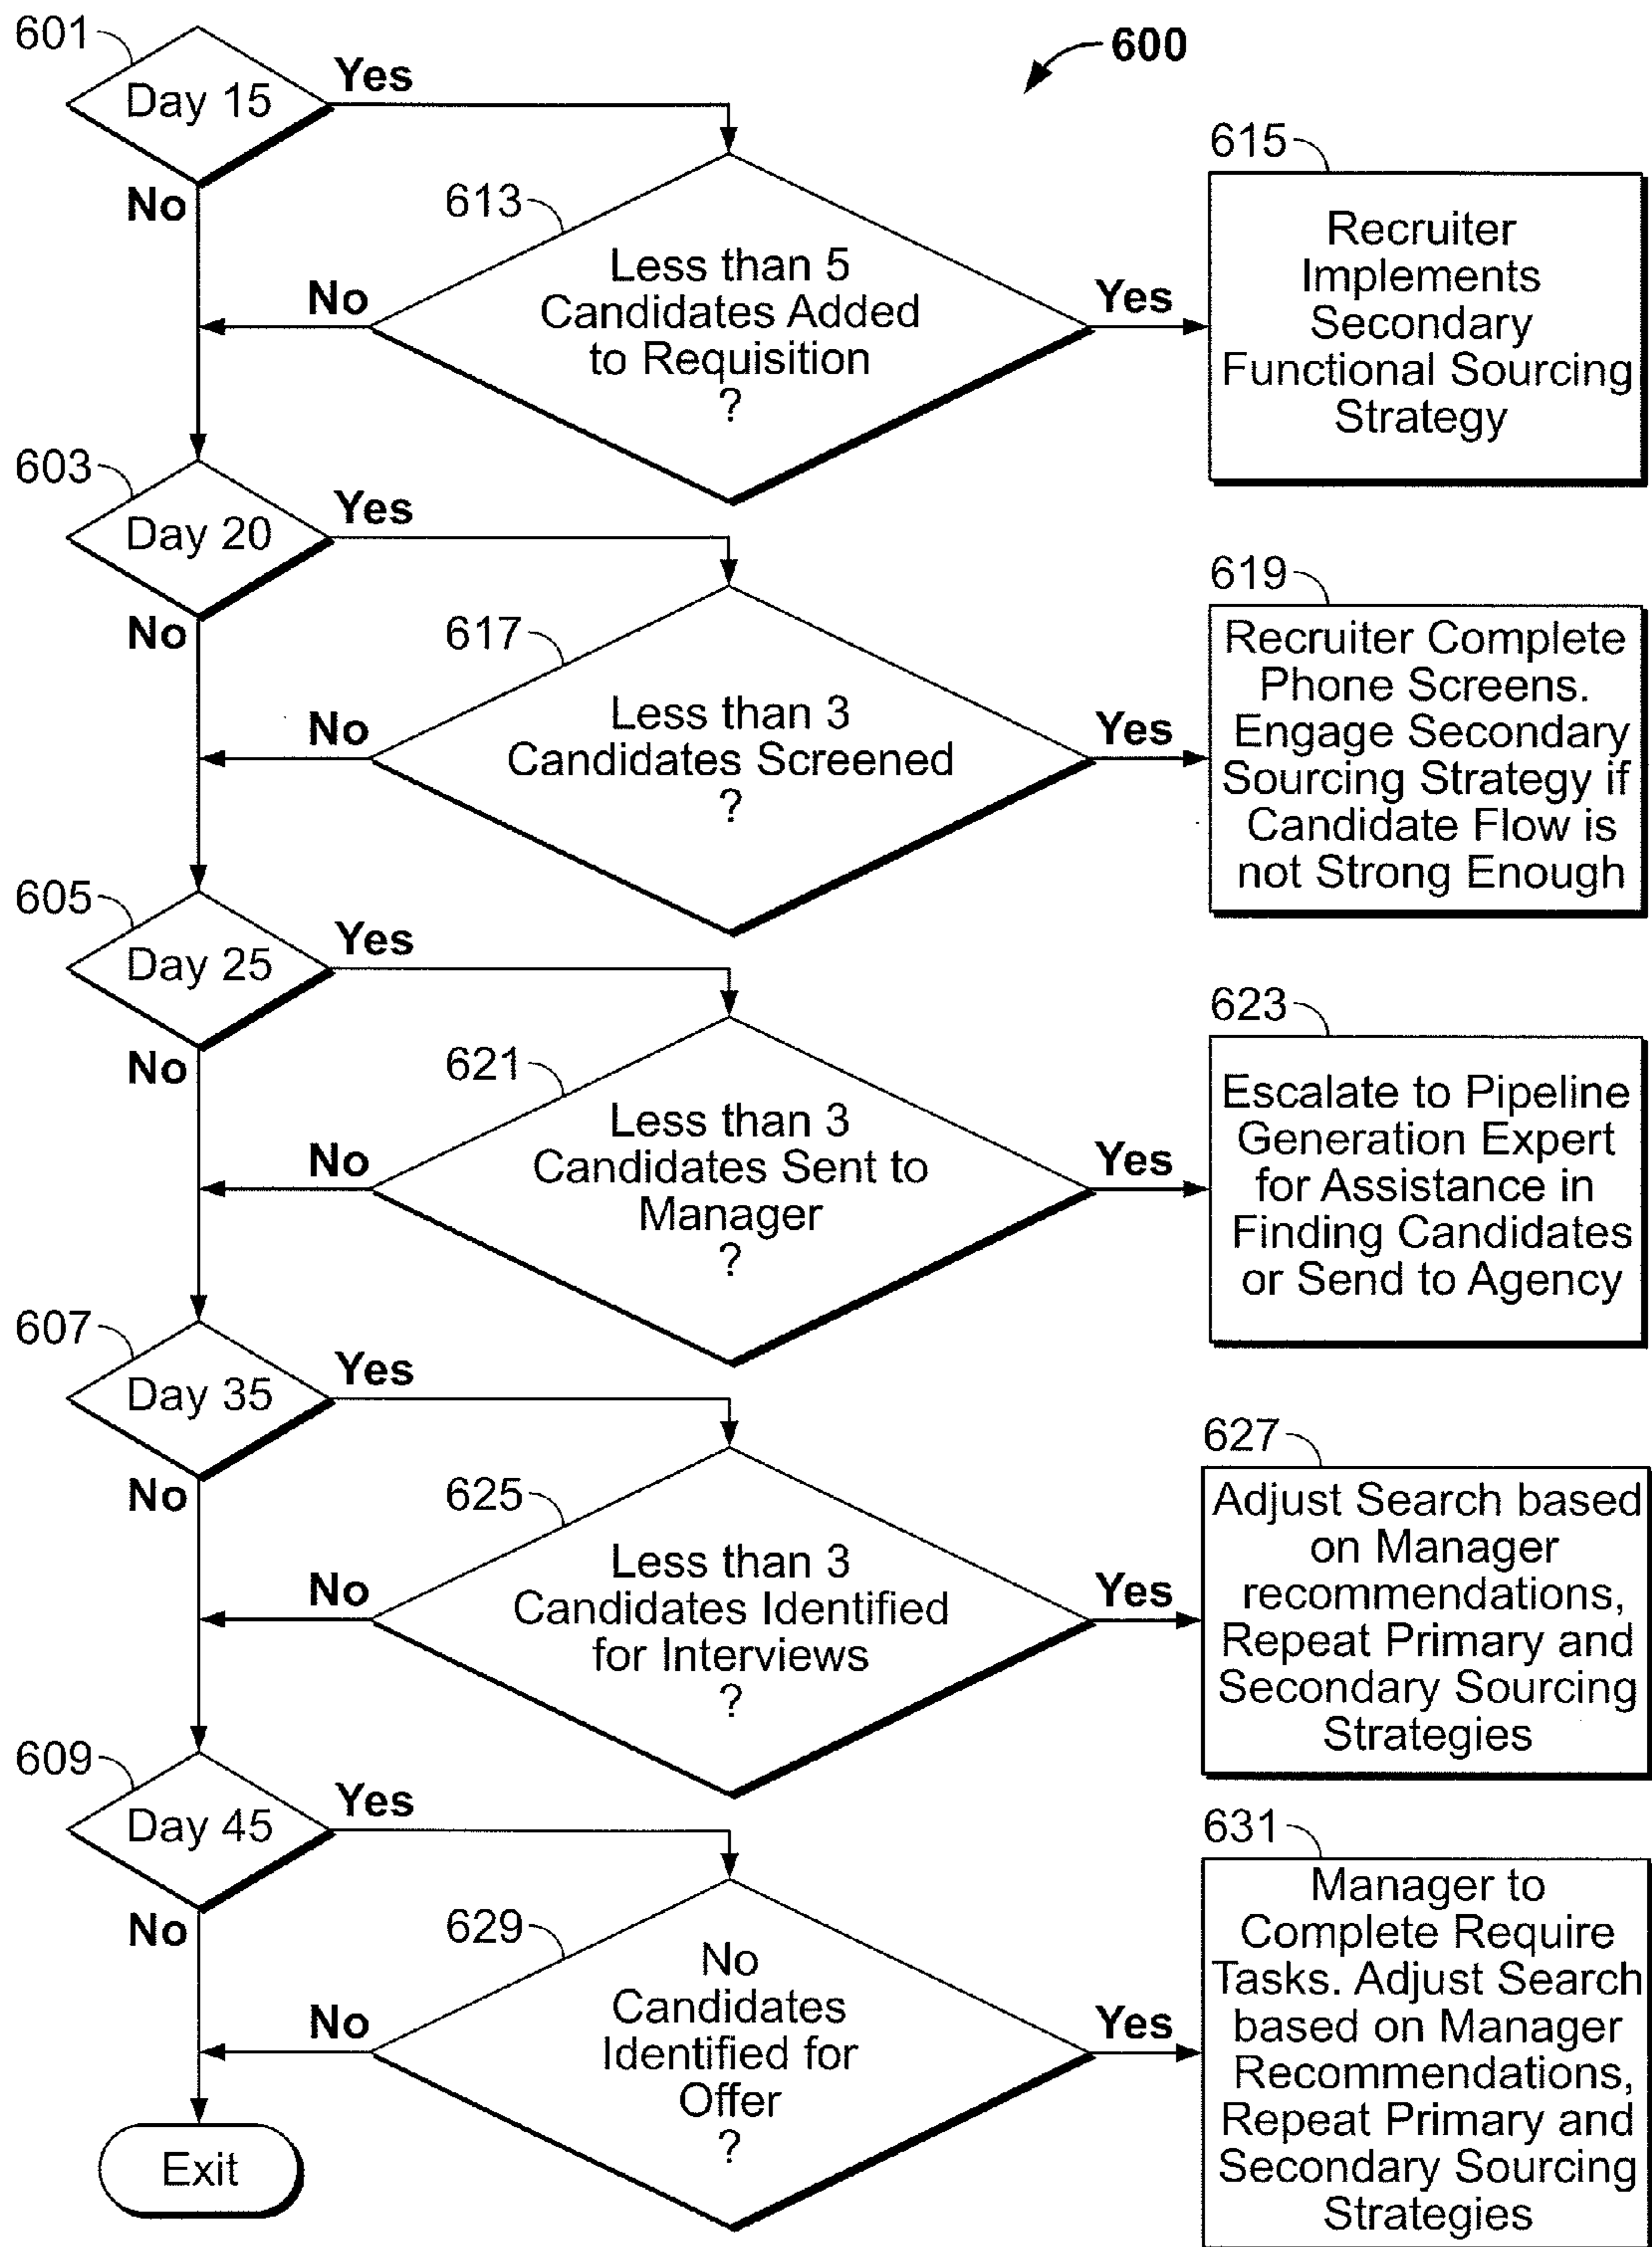 600
601
Day 15
Yes
No
613
Less than 5
Candidates Added
to Requisition
?
No
Yes
615
Recruiter
Implements
Secondary
Functional Sourcing
Strategy
603
Day 20
Yes
No
617
Less than 3
Candidates Screened
?
No
Yes
619
Recruiter Complete
Phone Screens.
Engage Secondary
Sourcing Strategy if
Candidate Flow is
not Strong Enough
605
Day 25
Yes
No
621
Less than 3
Candidates Sent to
Manager
?
No
Yes
623
Escalate to Pipeline
Generation Expert
for Assistance in
Finding Candidates
or Send to Agency
607
Day 35
Yes
No
625
Less than 3
Candidates Identified
for Interviews
?
No
Yes
627
Adjust Search based
on Manager
recommendations,
Repeat Primary and
Secondary Sourcing
Strategies
609
Day 45
Yes
No
629
No
Candidates
Identified for
Offer
?
No
Yes
631
Manager to
Complete Require
Tasks. Adjust Search
based on Manager
Recommendations,
Repeat Primary and
Secondary Sourcing
Strategies
Exit